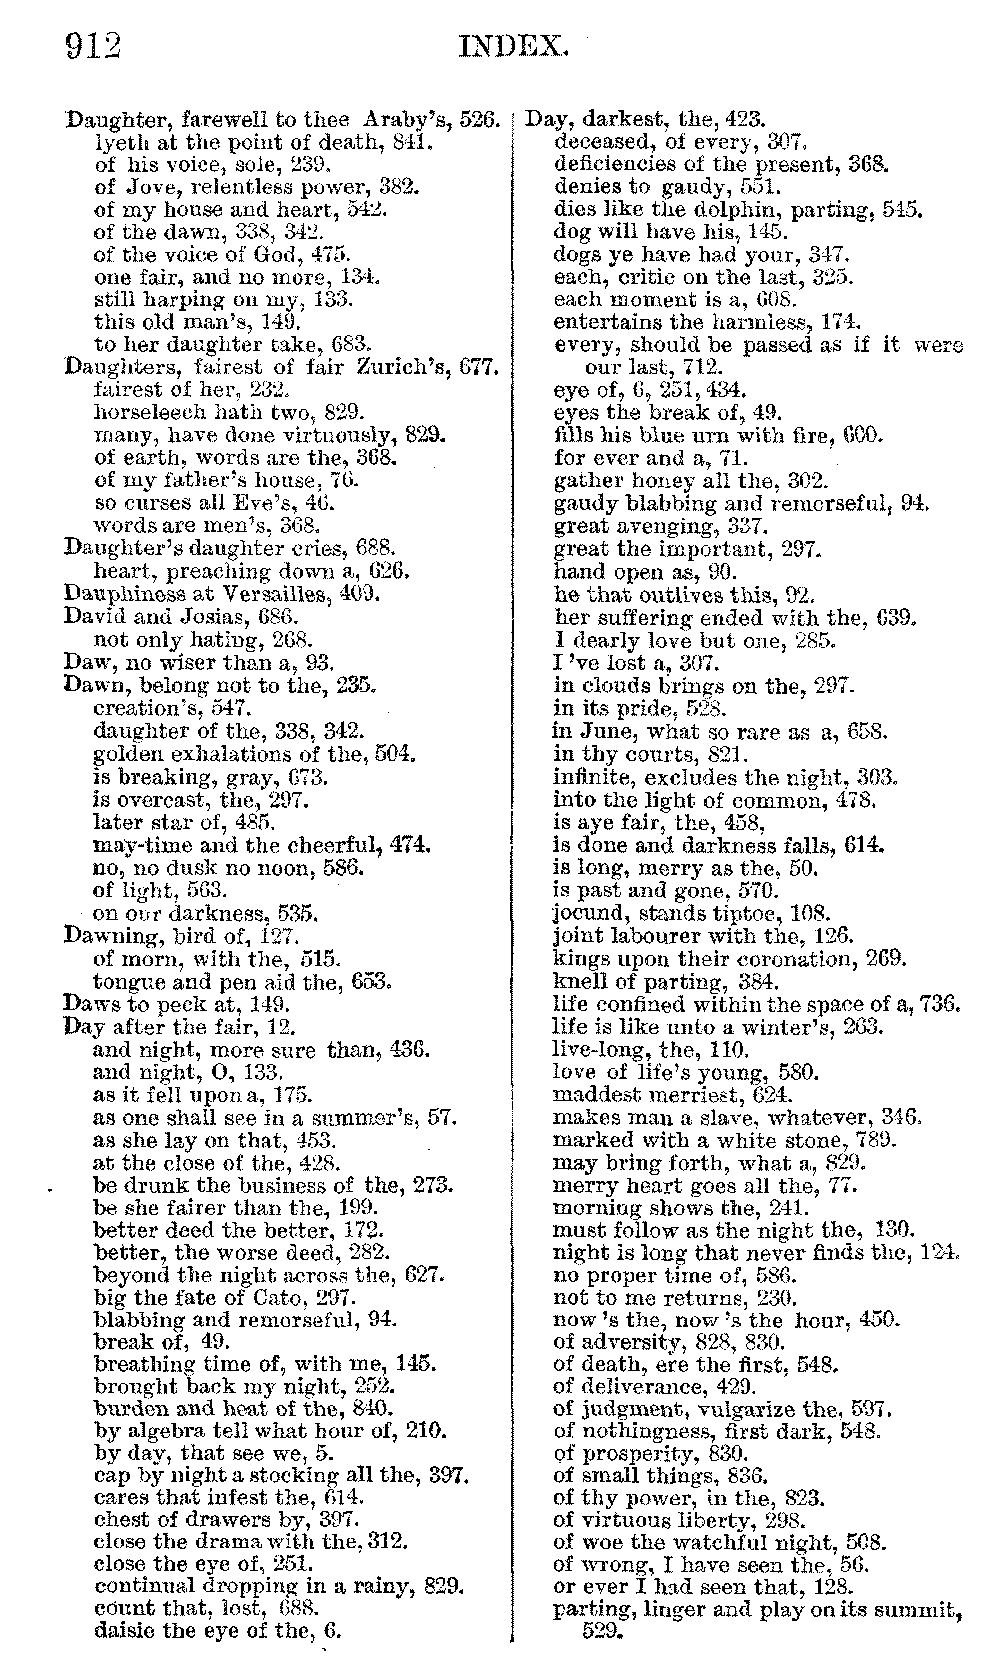 912
INDEX.
Daughter, farewell to thee Araby's, 526.
lyeth at the point of death, 841.
of his voice, sole, 239.
of Jove, relentless power, 382.
of my house and heart, 542.
of the dawn, 338, 342.
of the voice of God, 475.
one fair, and no more, 134.
still harping on my, 133.
this old man's, 149.
to her daughter take, 683.
Daughters, fairest of fair Zurich's, 677.
fairest of her, 232.
horseleech hath two, 829.
many, have done virtuously, 829.
of earth, words are the, 368.
of my father's house, 76.
so curses all Eve's, 46.
words are men's, 368.
Daughter's daughter cries, 688.
heart, preaching down a, 626.
Dauphiness at Versailles, 409.
David and Josias, 686.
not only hating, 268.
Daw, no wiser than a, 93.
Dawn, belong not to the, 235.
creation's, 547.
daughter of the, 338, 342.
golden exhalations of the, 504.
is breaking, gray, 673.
is overcast, the, 297.
later star of, 485.
may-time and the cheerful, 474.
no, no dusk no noon, 586.
of light, 563.
on our darkness, 535.
Dawning, bird of, 127.
of morn, with the, 515.
tongue and pen aid the, 653.
Daws to peck at, 149.
Day after the fair, 12.
and night, more sure than, 436.
and night, O, 133.
as it fell upon a, 175.
as one shall see in a summer's, 57.
as she lay on that, 453.
at the close of the, 428.
be drunk the business of the, 273.
be she fairer than the, 199.
better deed the better, 172.
better, the worse deed, 282.
beyond the night across the, 627.
big the fate of Cato, 297.
blabbing and remorseful, 94.
break of, 49.
breathing time of, with me, 145.
brought back my night, 252.
burden and heat of the, 840.
by algebra tell what hour of, 210.
by day, that see we, 5.
cap by night a stocking all the, 397.
cares that infest the, 614.
chest of drawers by, 397.
close the drama with the, 312.
close the eye of, 251.
continual dropping in a rainy, 829.
count that, lost, 688.
daisie the eye of the, 6.
Day, darkest, the, 423.
deceased, of every, 307.
deficiencies of the present, 368.
denies to gaudy, 551.
dies like the dolphin, parting, 545.
dog will have his, 145.
dogs ye have had your, 347.
each, critic on the last, 325.
each moment is a, 608.
entertains the harmless, 174.
every, should be passed as if it were
our last, 712.
eye of, 6, 251, 434.
eyes the break of, 49.
fills his blue urn with fire, 600.
for ever and a, 71.
gather honey all the, 302.
gaudy blabbing and remorseful, 94.
great avenging, 337.
great the important, 297.
hand open as, 90.
he that outlives this, 92.
her suffering ended with the, 639.
I dearly love but one, 285.
I 've lost a, 307.
in clouds brings on the, 297.
in its pride, 528.
in June, what so rare as a, 658.
in thy courts, 821.
infinite, excludes the night, 303.
into the light of common, 478.
is aye fair, the, 458.
is done and darkness falls, 614.
is long, merry as the, 50.
is past and gone, 570.
jocund, stands tiptoe, 108.
joint labourer with the, 126.
kings upon their coronation, 269.
knell of parting, 384.
life confined within the space of a, 736.
life is like unto a winter's, 263.
live-long, the, 110.
love of life's young, 580.
maddest merriest, 624.
makes man a slave, whatever, 346.
marked with a white stone, 789.
may bring forth, what a, 829.
merry heart goes all the, 77.
morning shows the, 241.
must follow as the night the, 130.
night is long that never finds the, 124.
no proper time of, 586.
not to me returns, 230.
now 's the, now 's the hour, 450.
of adversity, 828, 830.
of death, ere the first, 548.
of deliverance, 429.
of judgment, vulgarize the, 597.
of nothingness, first dark, 548.
of prosperity, 830.
of small things, 836.
of thy power, in the, 823.
of virtuous liberty, 298.
of woe the watchful night, 508.
of wrong, I have seen the, 56.
or ever I had seen that, 128.
parting, linger and play on its summit,
529.